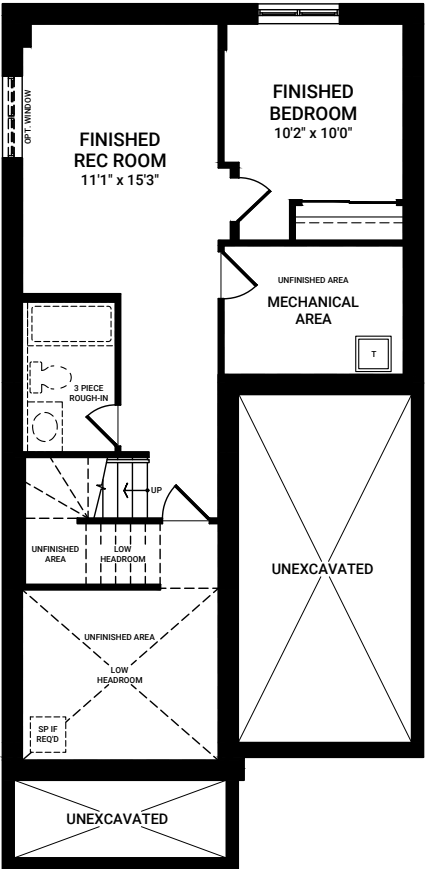 FINISHED
BEDROOM
10'2" x 10'0"
OPT. WINDOW
FINISHED
REC ROOM
11'1" x 15'3"
UNFINISHED AREA
MECHANICAL
AREA
T
3 PIECE
ROUGH-IN
UP
UNFINISHED
AREA
LOW
HEADROOM
UNEXCAVATED
UNFINISHED AREA
LOW
HEADROOM
SP IF
REQ'D
UNEXCAVATED